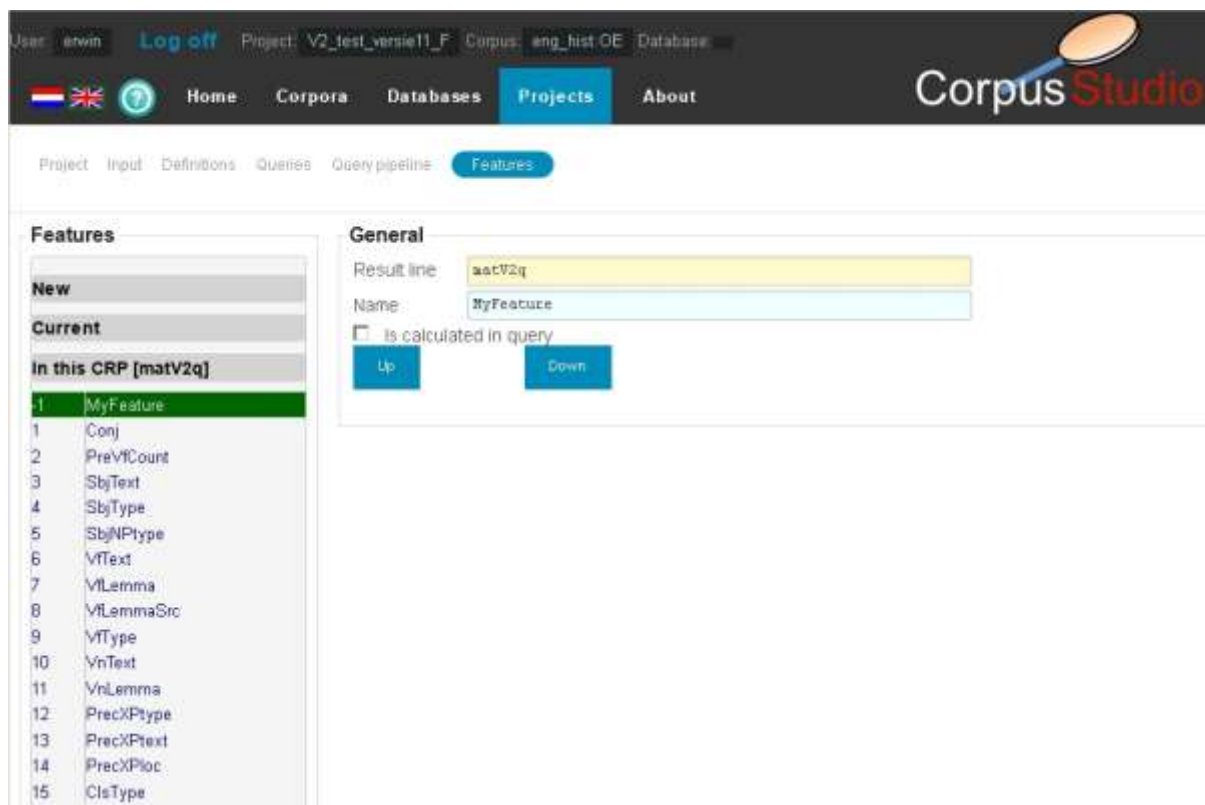 User: erwin Log off Project: V2_test_versie11_F Corpus: eng_hist:OE Database:
Home Corpora Databases Projects About
CorpusStudio
Project Input Definitions Queries Query pipeline Features
Features
New
Current
In this CRP [matV2q]
-1 MyFeature
1 Conj
2 PreVfCount
3 SbjText
4 SbjType
5 SbjNPtype
6 VfText
7 VfLemma
8 VfLemmaSrc
9 VfType
10 VnText
11 VnLemma
12 PrecXPtype
13 PrecXPtext
14 PrecXPloc
15 ClsType
General
Result line matV2q
Name MyFeature
Is calculated in query
Up Down